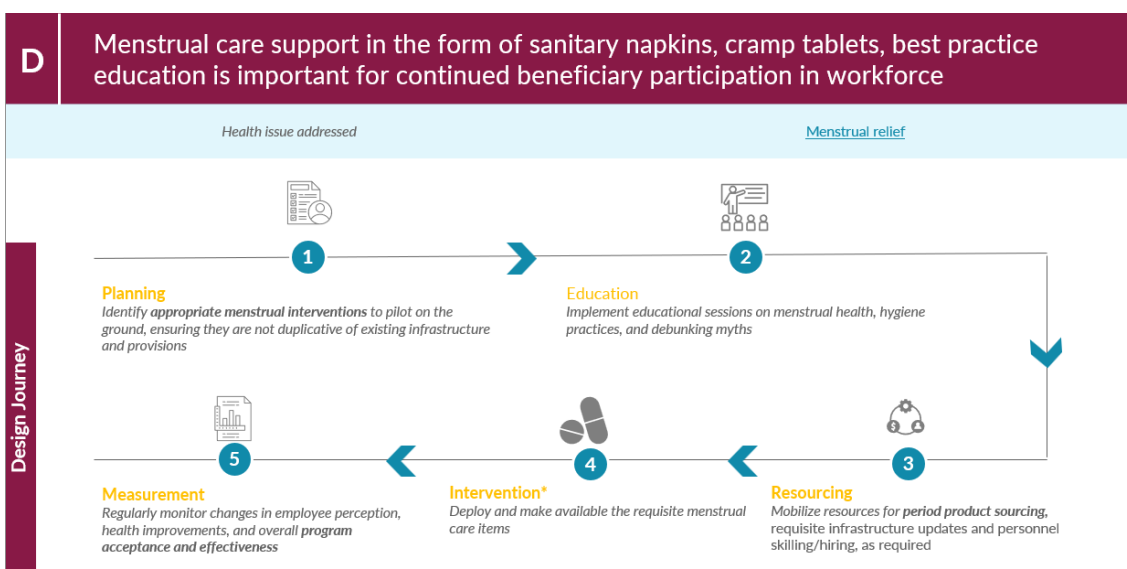 D
Menstrual care support in the form of sanitary napkins, cramp tablets, best practice
education is important for continued beneficiary participation in workforce
Health issue addressed
Menstrual relief
Design Journey
1
Planning
Identify appropriate menstrual interventions to pilot on the
ground, ensuring they are not duplicative of existing infrastructure
and provisions
2
Education
Implement educational sessions on menstrual health, hygiene
practices, and debunking myths
3
Resourcing
Mobilize resources for period product sourcing,
requisite infrastructure updates and personnel
skilling/hiring, as required
4
Intervention*
Deploy and make available the requisite menstrual
care items
5
Measurement
Regularly monitor changes in employee perception,
health improvements, and overall program
acceptance and effectiveness